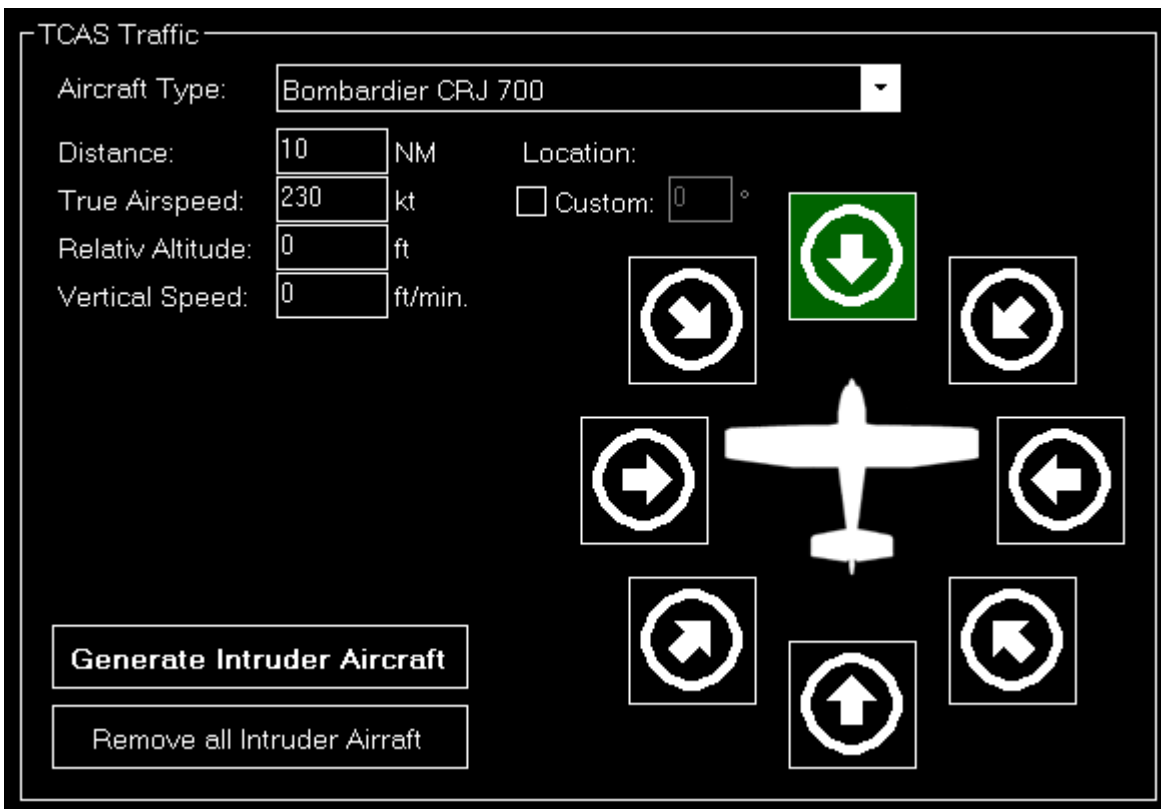 TCAS Traffic
Aircraft Type: Bombardier CRJ 700
Distance: 10 NM Location:
True Airspeed: 230 kt Custom: 0 °
Relativ Altitude: 0 ft
Vertical Speed: 0 ft/min.
Generate Intruder Aircraft
Remove all Intruder Airraft